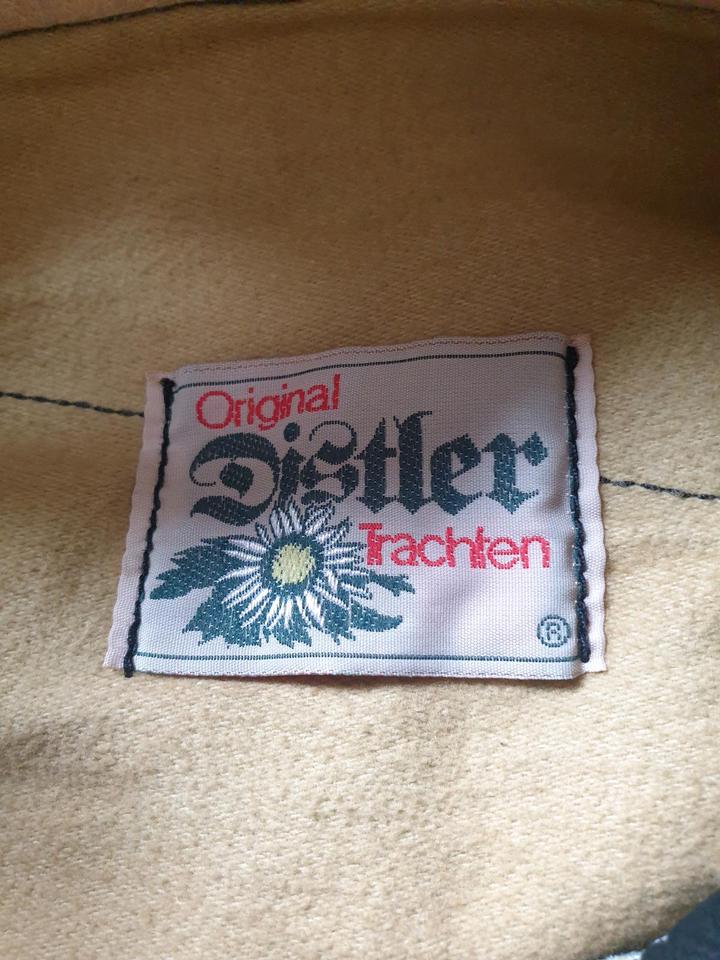 Original
Distler
Trachten
®